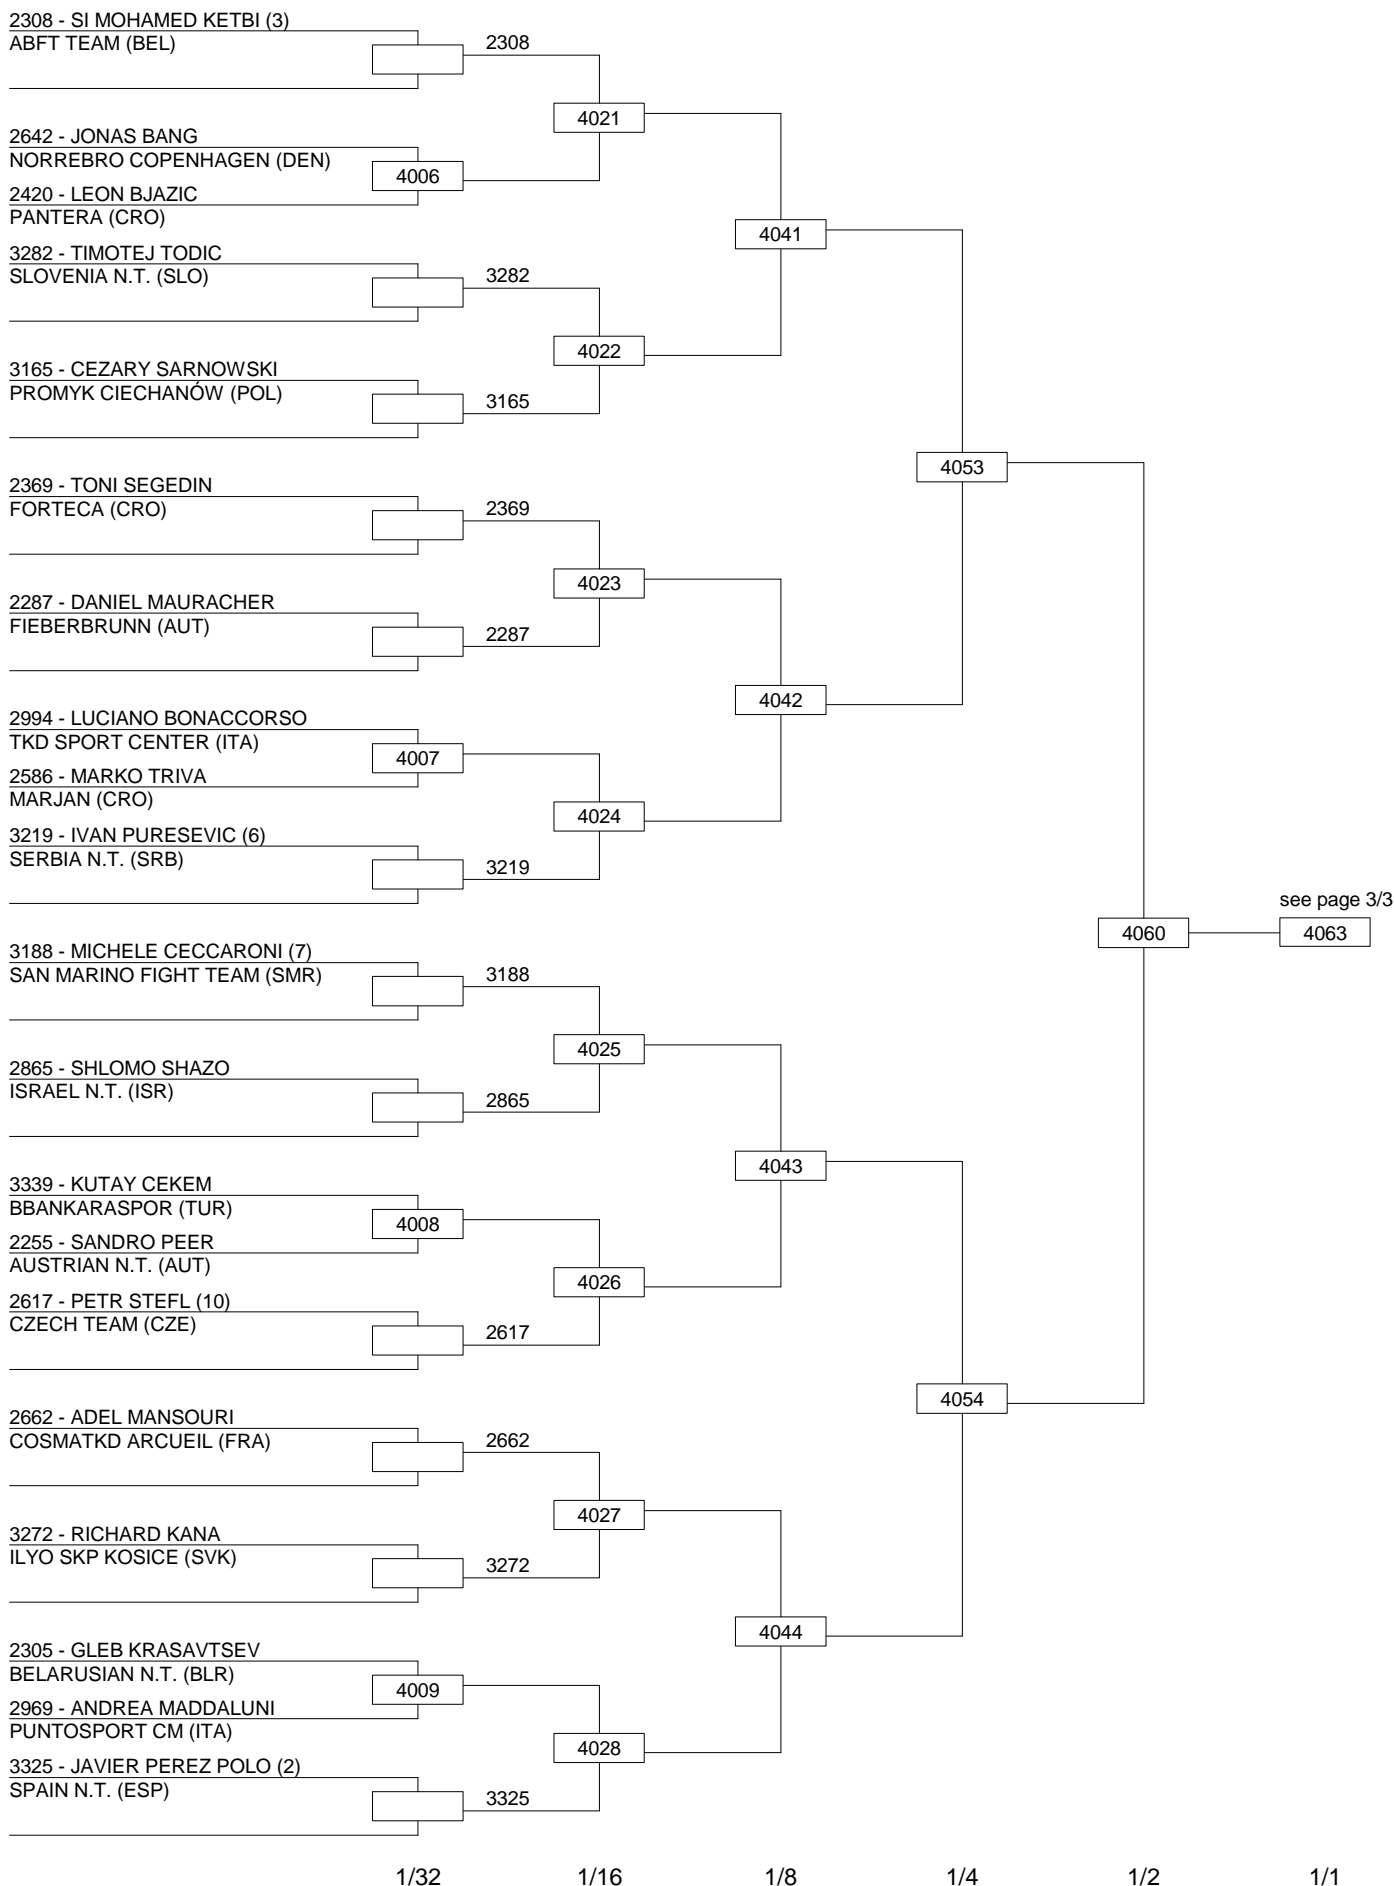 2308 - SI MOHAMED KETBI (3)
ABFT TEAM (BEL)
2308
4021
2642 - JONAS BANG
NORREBRO COPENHAGEN (DEN)
4006
2420 - LEON BJAZIC
PANTERA (CRO)
4041
3282 - TIMOTEJ TODIC
SLOVENIA N.T. (SLO)
3282
4022
3165 - CEZARY SARNOWSKI
PROMYK CIECHANÓW (POL)
3165
4053
2369 - TONI SEGEDIN
FORTECA (CRO)
2369
4023
2287 - DANIEL MAURACHER
FIEBERBRUNN (AUT)
2287
4042
2994 - LUCIANO BONACCORSO
TKD SPORT CENTER (ITA)
4007
2586 - MARKO TRIVA
MARJAN (CRO)
4024
3219 - IVAN PURESEVIC (6)
SERBIA N.T. (SRB)
3219
see page 3/3
4060
4063
3188 - MICHELE CECCARONI (7)
SAN MARINO FIGHT TEAM (SMR)
3188
4025
2865 - SHLOMO SHAZO
ISRAEL N.T. (ISR)
2865
4043
3339 - KUTAY CEKEM
BBANKARASPOR (TUR)
4008
2255 - SANDRO PEER
AUSTRIAN N.T. (AUT)
4026
2617 - PETR STEFL (10)
CZECH TEAM (CZE)
2617
4054
2662 - ADEL MANSOURI
COSMATKD ARCUEIL (FRA)
2662
4027
3272 - RICHARD KANA
ILYO SKP KOSICE (SVK)
3272
4044
2305 - GLEB KRASAVTSEV
BELARUSIAN N.T. (BLR)
4009
2969 - ANDREA MADDALUNI
PUNTOSPORT CM (ITA)
4028
3325 - JAVIER PEREZ POLO (2)
SPAIN N.T. (ESP)
3325
1/32 1/16 1/8 1/4 1/2 1/1